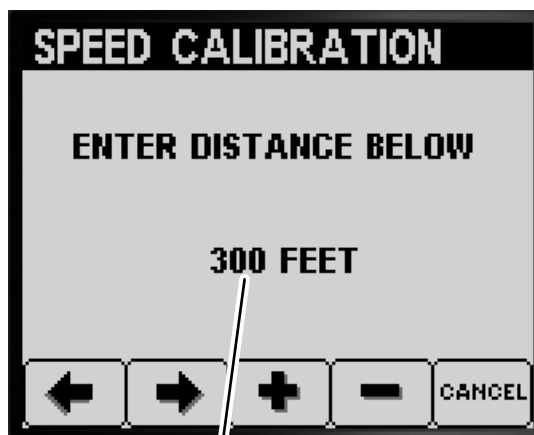 SPEED CALIBRATION
ENTER DISTANCE BELOW
300 FEET
CANCEL